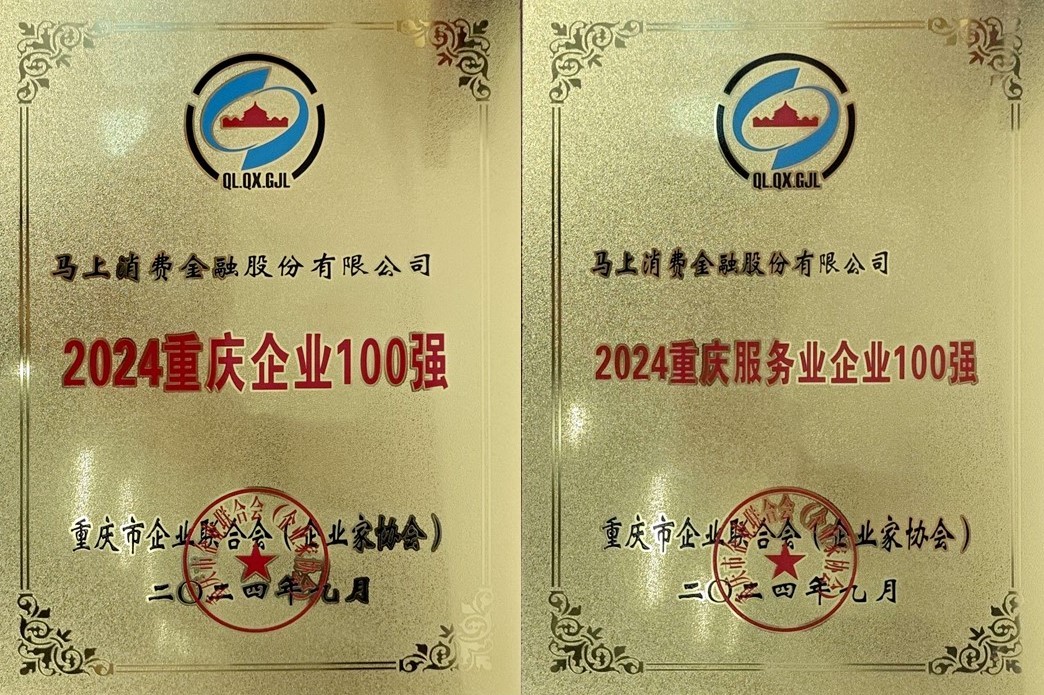 QL.QX.GJL
马上消费金融股份有限公司
2024重庆企业100强
重庆市企业联合会(企业家协会)
二〇二四年九月
QL.QX.GJL
马上消费金融股份有限公司
2024重庆服务业企业100强
重庆市企业联合会(企业家协会)
二〇二四年九月